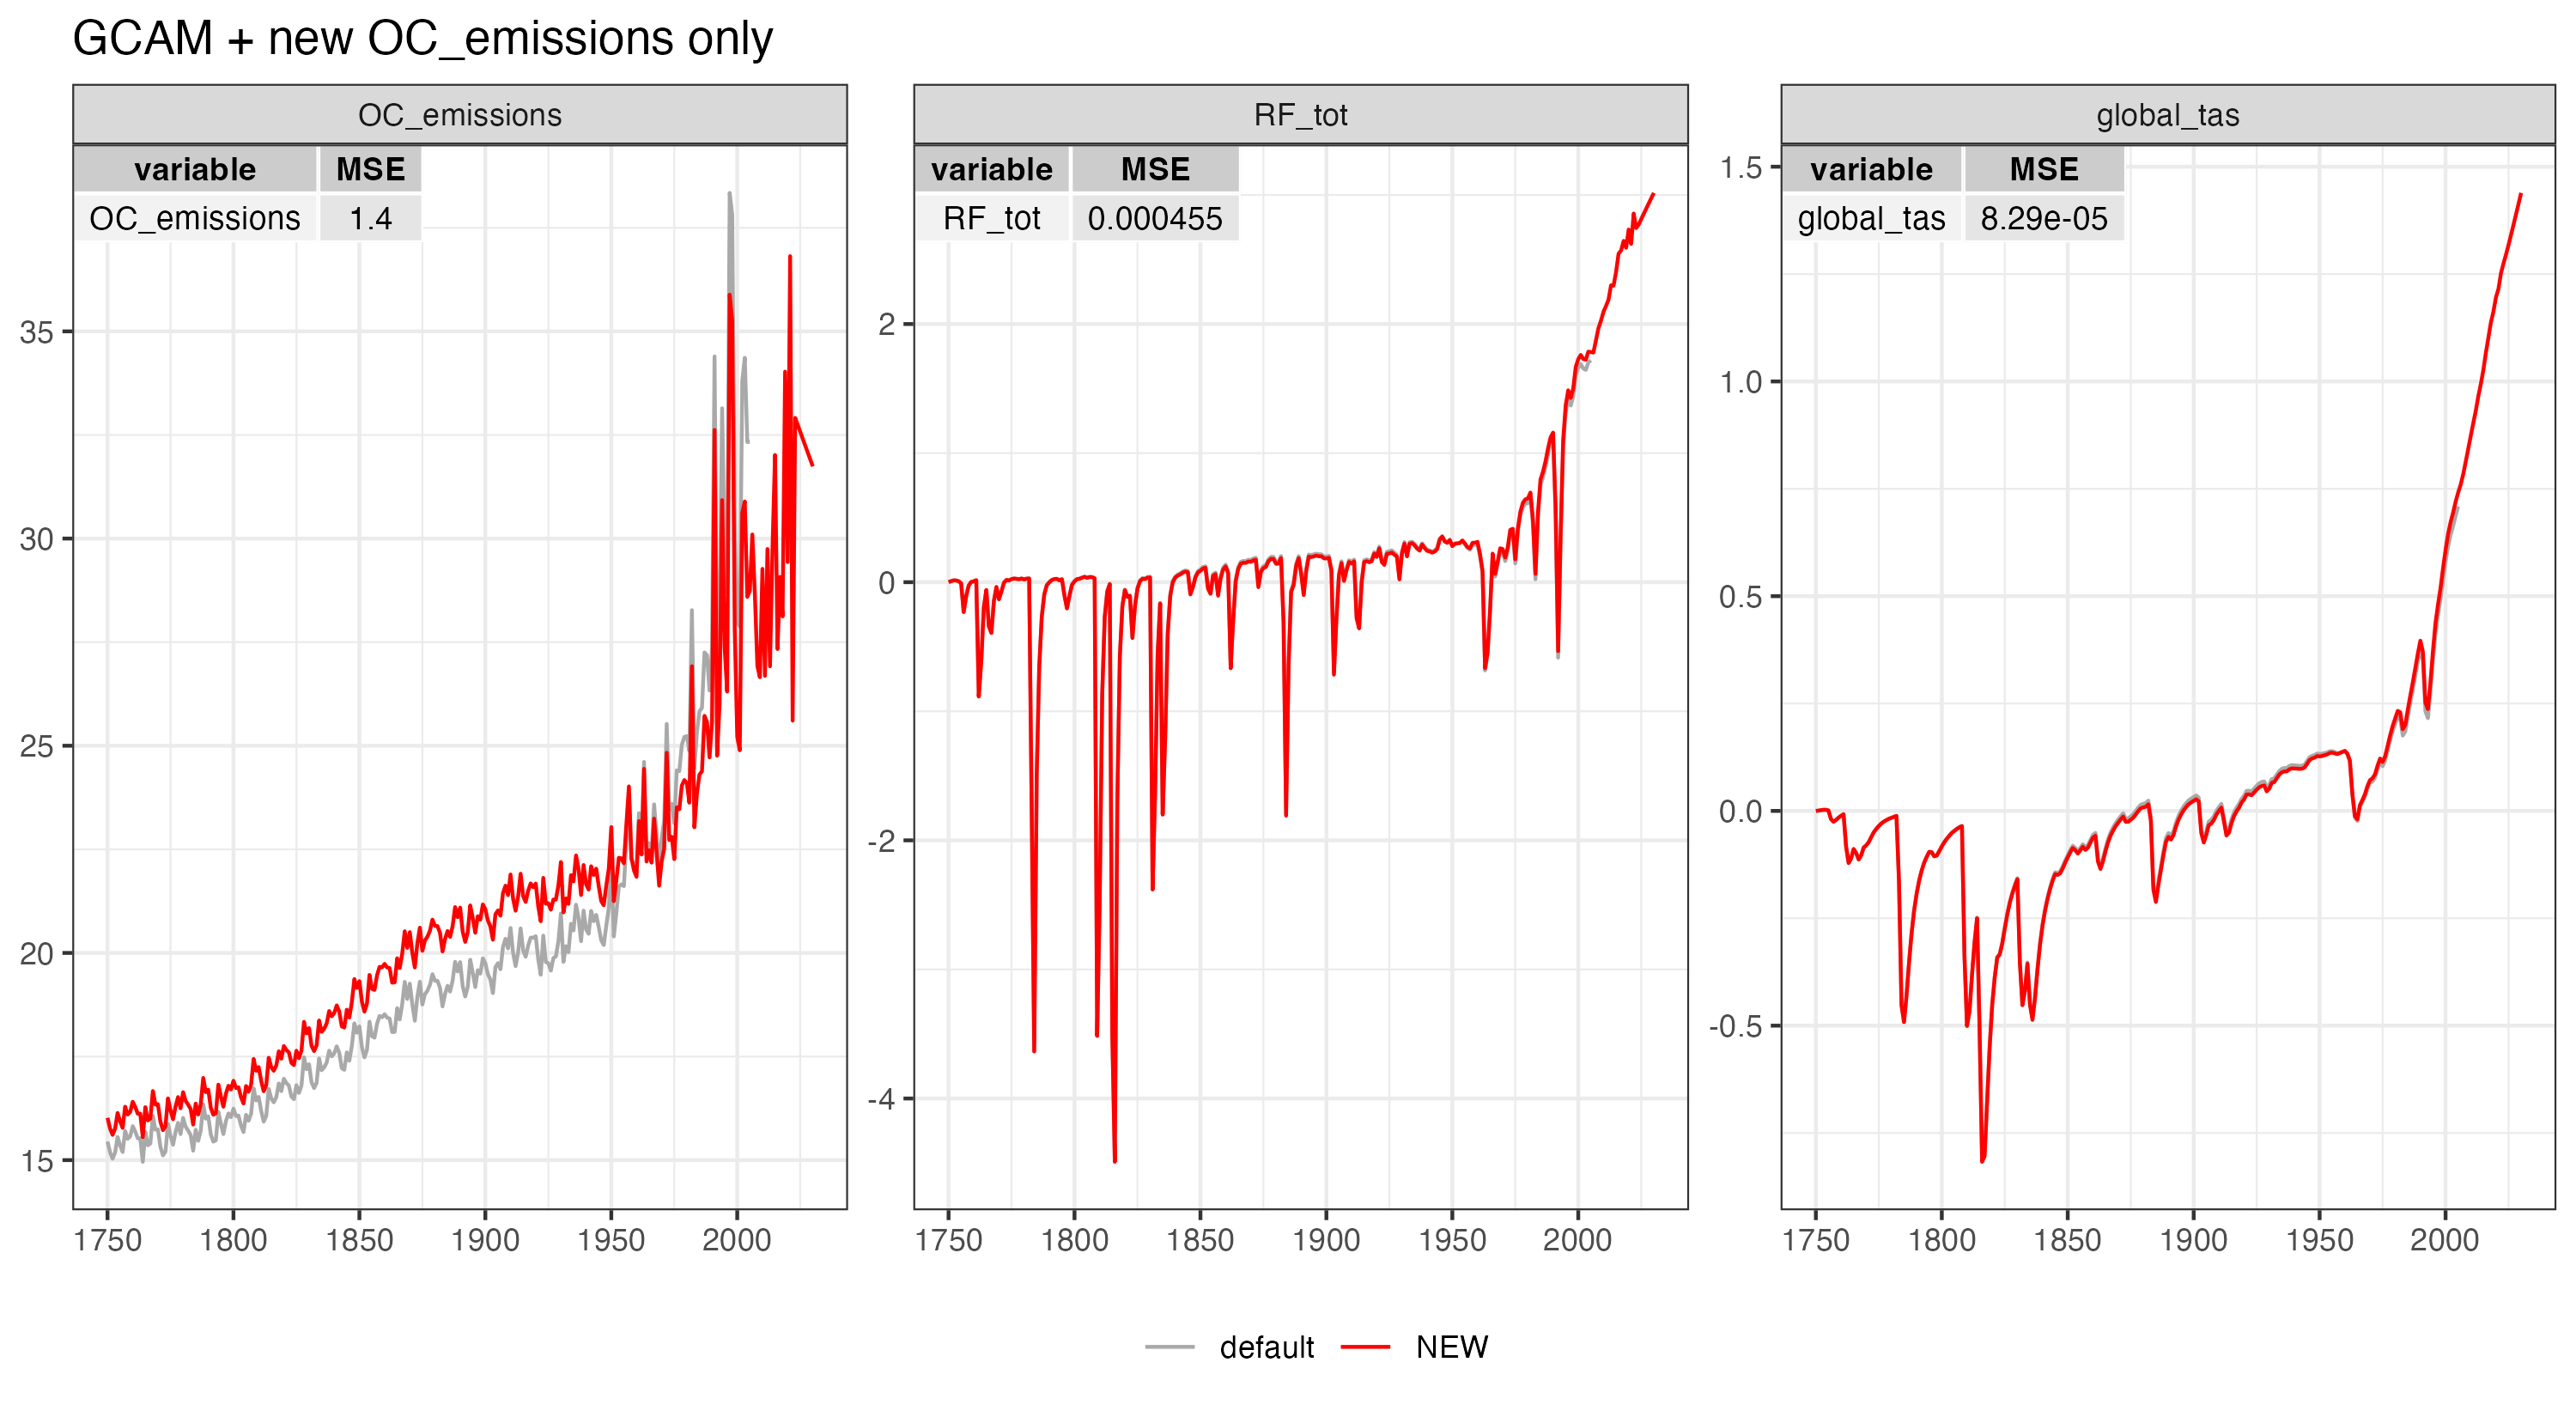 GCAM + new OC_emissions only
OC_emissions
variable MSE
OC_emissions 1.4
35
30
25
20
15
1750 1800 1850 1900 1950 2000
RF_tot
variable MSE
RF_tot 0.000455
2
0
-2
-4
1750 1800 1850 1900 1950 2000
global_tas
variable MSE
global_tas 8.29e-05
1.5
1.0
0.5
0.0
-0.5
1750 1800 1850 1900 1950 2000
default NEW